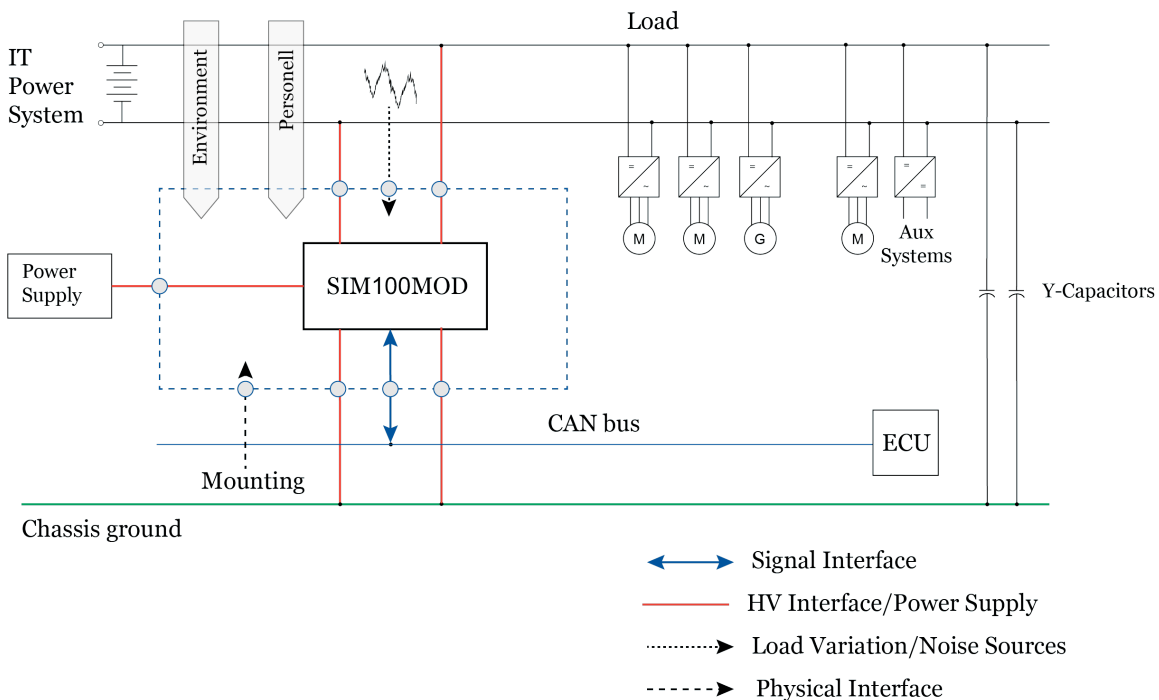 Load
IT
Power
System
Environment
Personell
=
~
=
~
=
~
=
~
=
=
M
M
G
M
Aux
Systems
Power
Supply
SIM100MOD
Y-Capacitors
CAN bus
ECU
Mounting
Chassis ground
Signal Interface
HV Interface/Power Supply
Load Variation/Noise Sources
Physical Interface